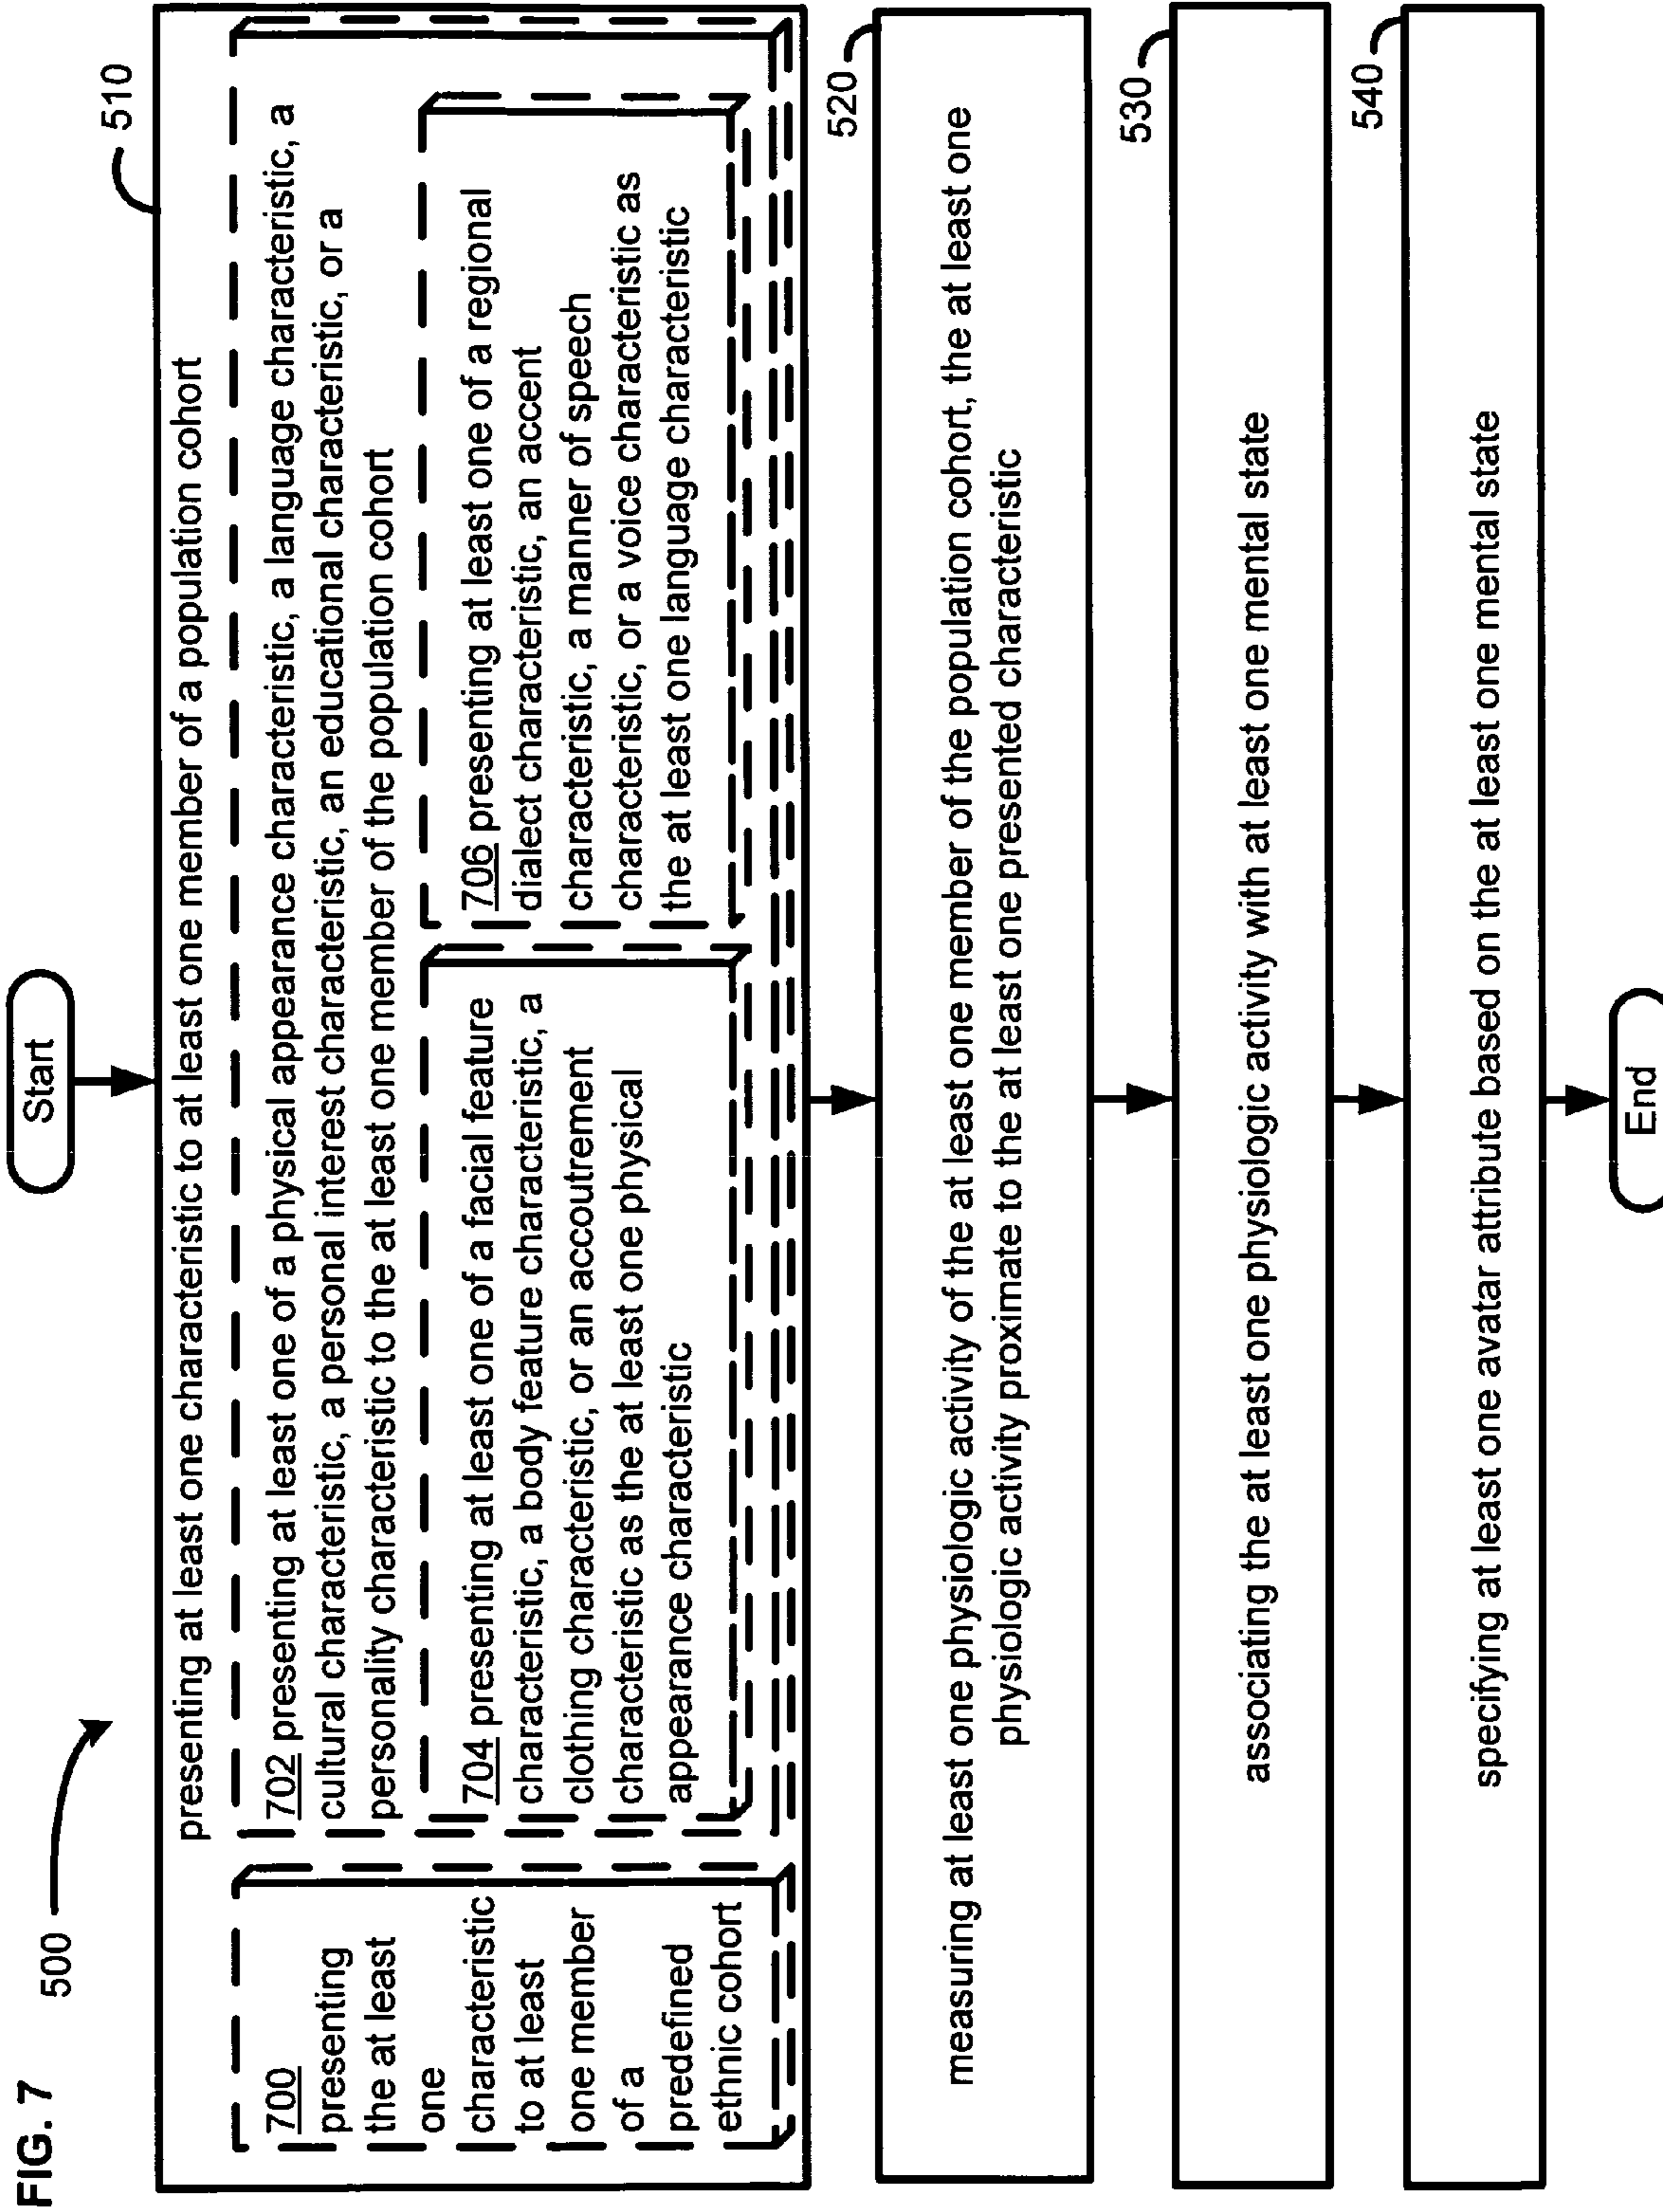 FIG. 7
500
Start
510
presenting at least one characteristic to at least one member of a population cohort
700
presenting
the at least
one
characteristic
to at least
one member
of a
predefined
ethnic cohort
702 presenting at least one of a physical appearance characteristic, a language characteristic, a
cultural characteristic, a personal interest characteristic, an educational characteristic, or a
personality characteristic to the at least one member of the population cohort
704 presenting at least one of a facial feature
characteristic, a body feature characteristic, a
clothing characteristic, or an accoutrement
characteristic as the at least one physical
appearance characteristic
706 presenting at least one of a regional
dialect characteristic, an accent
characteristic, a manner of speech
characteristic, or a voice characteristic as
the at least one language characteristic
520
measuring at least one physiologic activity of the at least one member of the population cohort, the at least one
physiologic activity proximate to the at least one presented characteristic
530
associating the at least one physiologic activity with at least one mental state
540
specifying at least one avatar attribute based on the at least one mental state
End